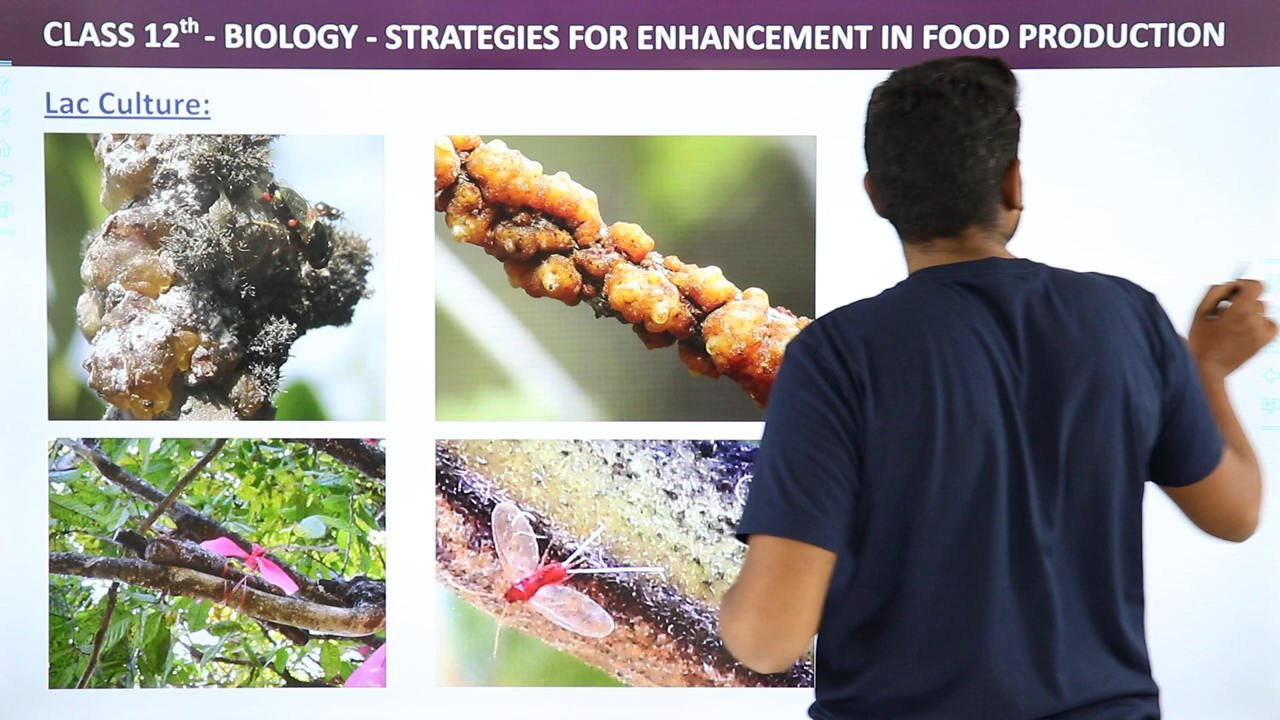 CLASS 12th - BIOLOGY - STRATEGIES FOR ENHANCEMENT IN FOOD PRODUCTION
Lac Culture: